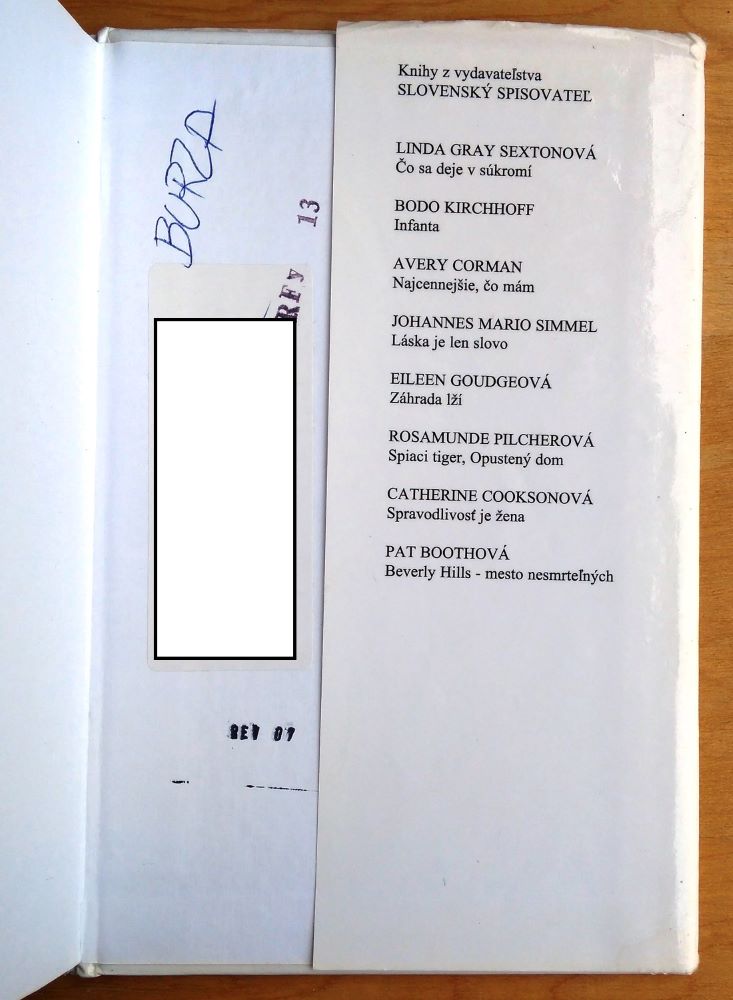 BURZA
13
REV 07
Knihy z vydavateľstva
SLOVENSKÝ SPISOVATEĽ
LINDA GRAY SEXTONOVÁ
Čo sa deje v súkromí
BODO KIRCHHOFF
Infanta
AVERY CORMAN
Najcennejšie, čo mám
JOHANNES MARIO SIMMEL
Láska je len slovo
EILEEN GOUDGEOVÁ
Záhrada lží
ROSAMUNDE PILCHEROVÁ
Spiaci tiger, Opustený dom
CATHERINE COOKSONOVÁ
Spravodlivosť je žena
PAT BOOTHOVÁ
Beverly Hills - mesto nesmrteľných